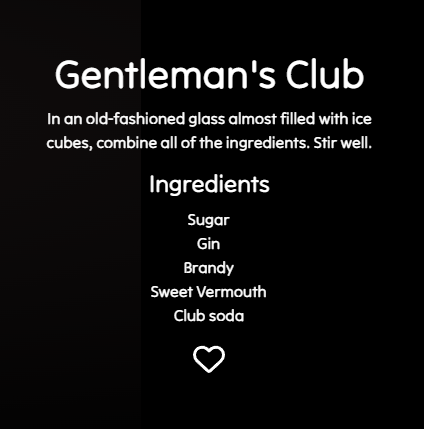 Gentleman's Club
In an old-fashioned glass almost filled with ice
cubes, combine all of the ingredients. Stir well.
Ingredients
Sugar
Gin
Brandy
Sweet Vermouth
Club soda